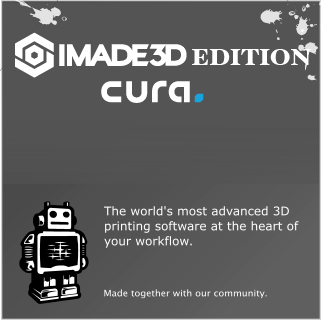 IMADE3D EDITION
cura.
The world's most advanced 3D
printing software at the heart of
your workflow.
Made together with our community.